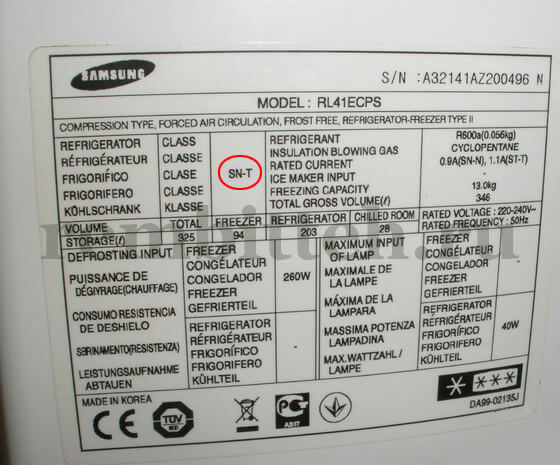 SAMSUNG
S/N :A32141AZ200496 N
MODEL: RL41ECPS
COMPRESSION TYPE, FORCED AIR CIRCULATION, FROST FREE, REFRIGERATOR-FREEZER TYPE II
REFRIGERATOR CLASS
RÉFRIGÉRATEUR CLASSE
FRIGORIFICO CLASE
FRIGORIFERO CLASSE
KÜHLSCHRANK KLASSE
SN-T
REFRIGERANT R600a(0.056kg)
INSULATION BLOWING GAS CYCLOPENTANE
RATED CURRENT 0.9A(SN-N), 1.1A(ST-T)
ICE MAKER INPUT -
FREEZING CAPACITY 13.0kg
TOTAL GROSS VOLUME(ℓ) 346
VOLUME TOTAL FREEZER REFRIGERATOR CHILLED ROOM RATED VOLTAGE : 220-240V~
STORAGE(ℓ) 325 94 203 28 RATED FREQUENCY : 50Hz
DEFROSTING INPUT
PUISSANCE DE
DÉGIVRAGE(CHAUFFAGE)
CONSUMO RESISTENCIA
DE DESHIELO
SBRINAMENTO(RESISTENZA)
LEISTUNGSAUFNAHME
ABTAUEN
FREEZER
CONGÉLATEUR
CONGELADOR
FREEZER
GEFRIERTEIL
260W
REFRIGERATOR
RÉFRIGÉRATEUR
FRIGORÍFICO
FRIGORIFERO
KÜHLTEIL
-
MAXIMUM INPUT
OF LAMP
MAXIMALE DE
LA LAMPE
MÁXIMA DE LA
LAMPARA
MASSIMA POTENZA
LAMPADINA
MAX.WATTZAHL /
LAMPE
FREEZER
CONGÉLATEUR
CONGELADOR
FREEZER
GEFRIERTEIL
-
REFRIGERATOR
RÉFRIGÉRATEUR
FRIGORÍFICO
FRIGORIFERO
KÜHLTEIL
40W
MADE IN KOREA
CE
TÜV
AB57
DA99-02135J